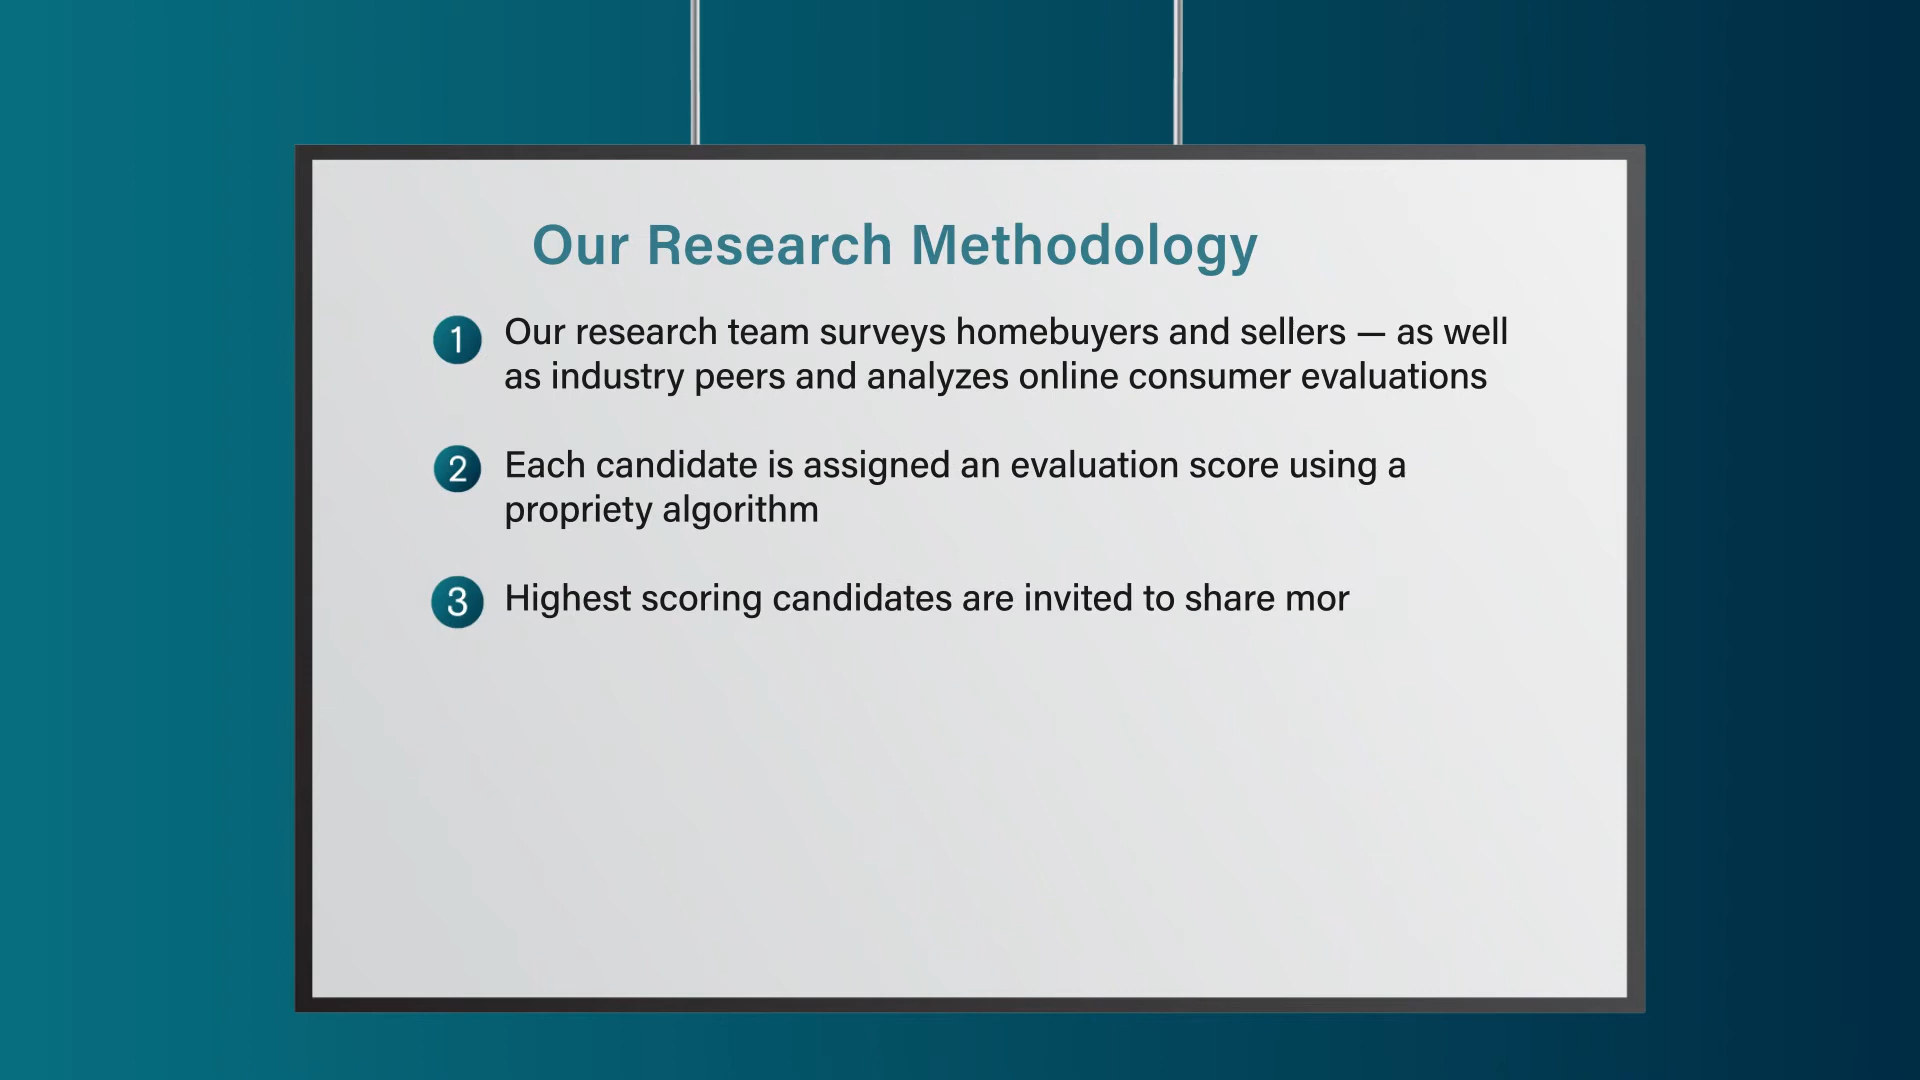 Our Research Methodology
1 Our research team surveys homebuyers and sellers — as well
as industry peers and analyzes online consumer evaluations
2 Each candidate is assigned an evaluation score using a
propriety algorithm
3 Highest scoring candidates are invited to share mor